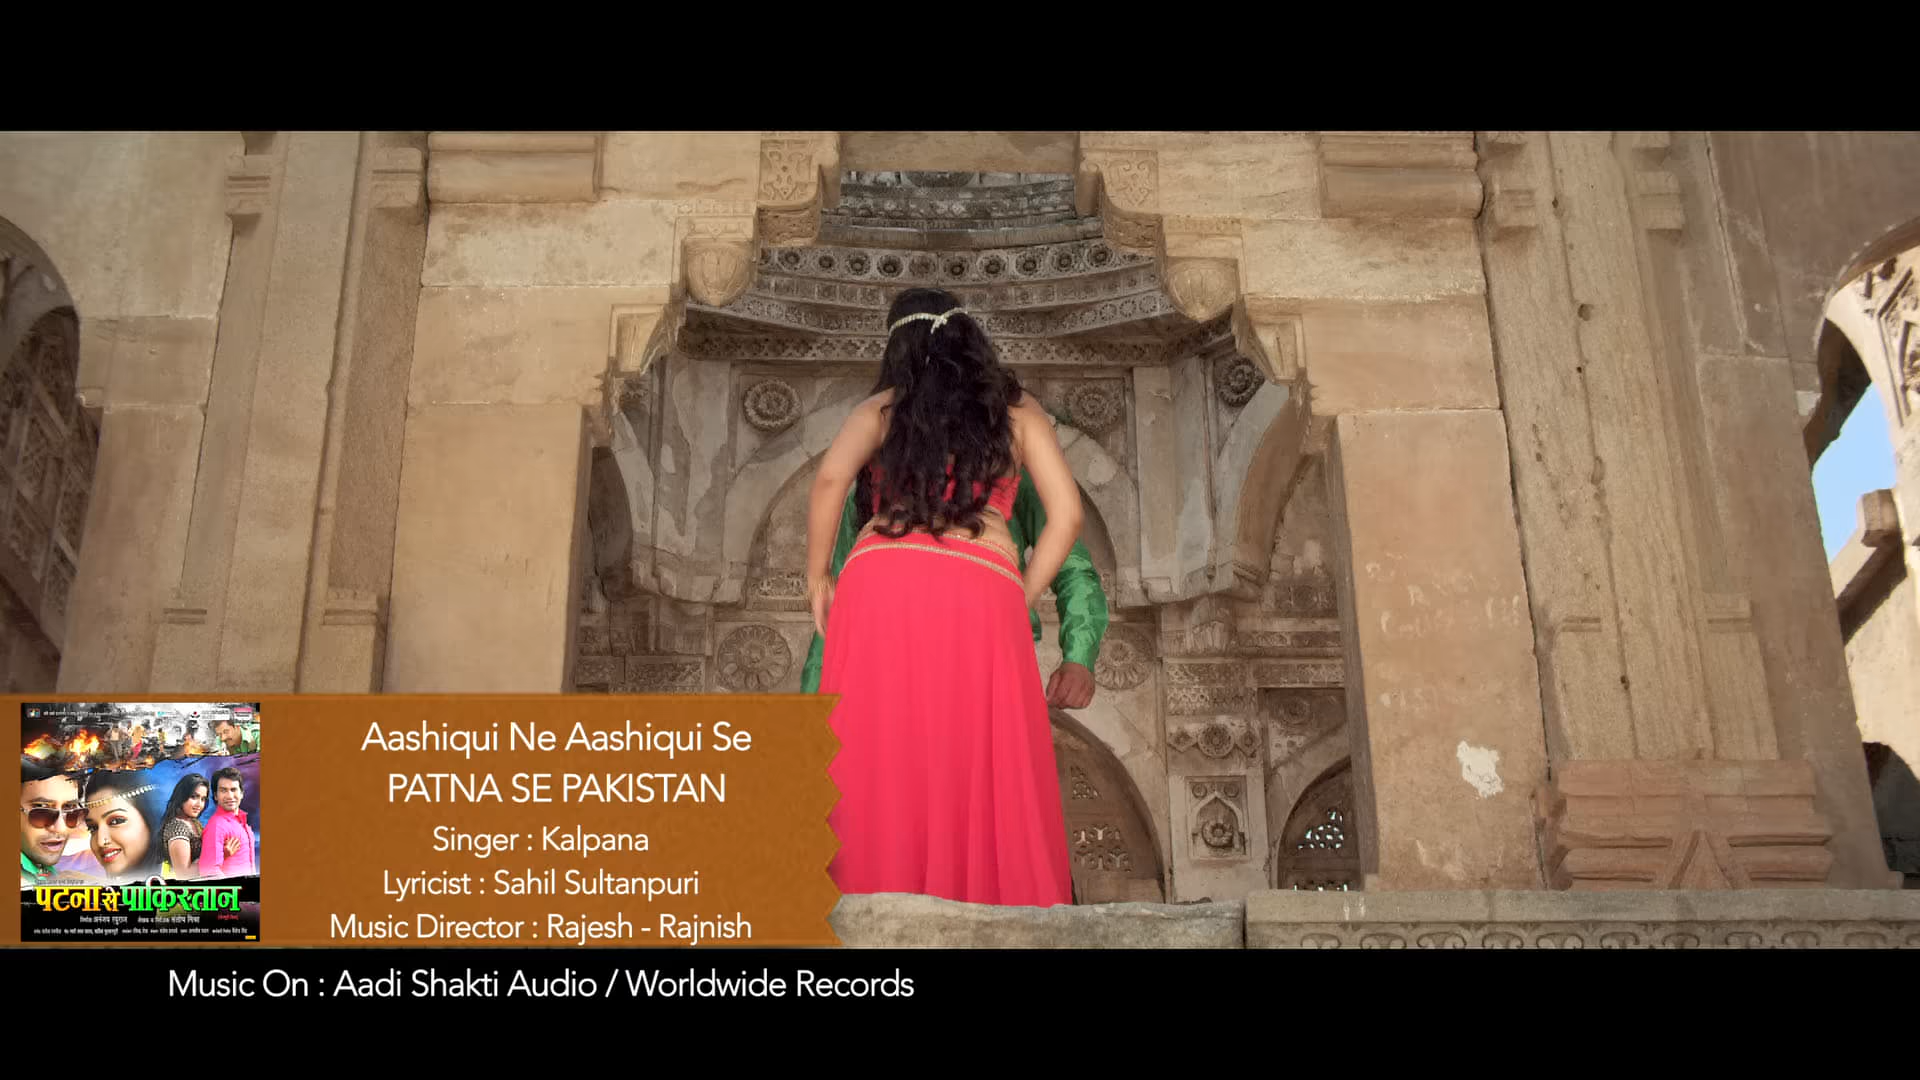 Aashiqui Ne Aashiqui Se
PATNA SE PAKISTAN
Singer : Kalpana
Lyricist : Sahil Sultanpuri
Music Director : Rajesh - Rajnish
पटना से पाकिस्तान
Music On : Aadi Shakti Audio / Worldwide Records